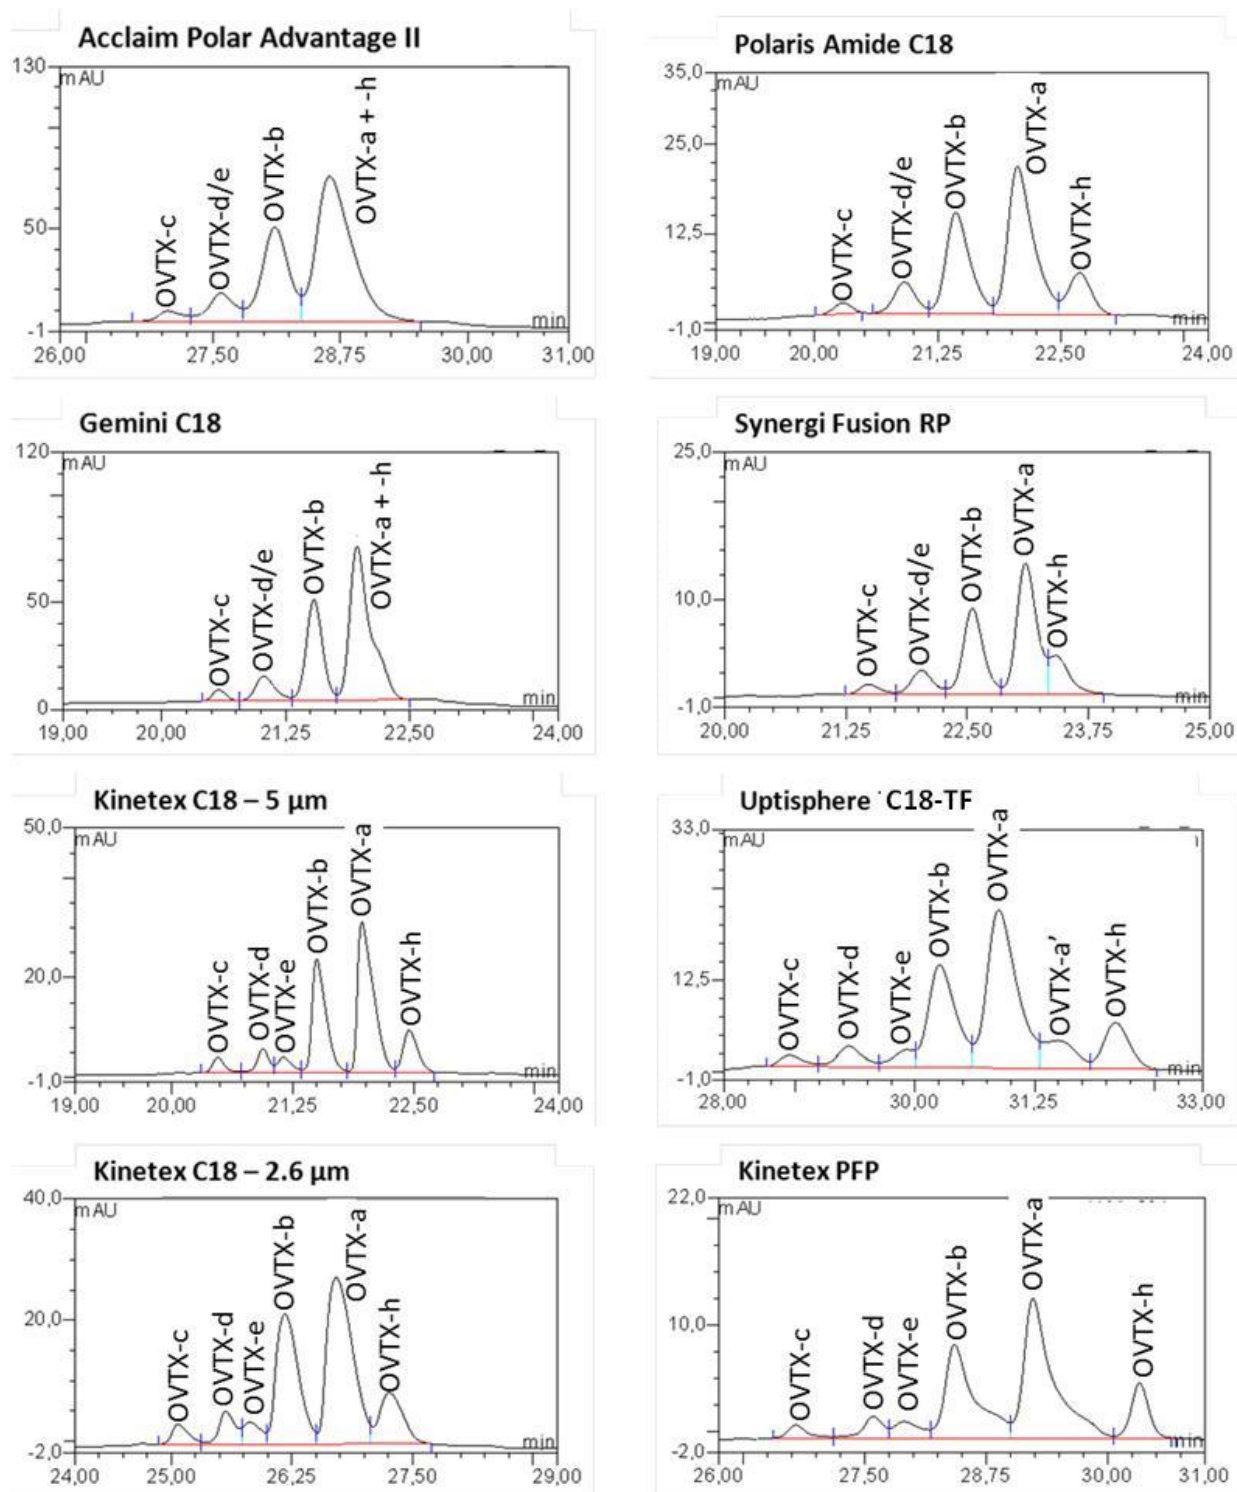 Acclaim Polar Advantage II
130
mAU
50
-1
OVTX-c
OVTX-d/e
OVTX-b
OVTX-a + -h
min
26,00
27,50
28,75
30,00
31,00
Polaris Amide C18
35,0
mAU
25,0
12,5
-1,0
OVTX-c
OVTX-d/e
OVTX-b
OVTX-a
OVTX-h
min
19,00
20,00
21,25
22,50
24,00
Gemini C18
120
mAU
50
0
OVTX-c
OVTX-d/e
OVTX-b
OVTX-a + -h
min
19,00
20,00
21,25
22,50
24,00
Synergi Fusion RP
25,0
mAU
10,0
-1,0
OVTX-c
OVTX-d/e
OVTX-b
OVTX-a
OVTX-h
min
20,00
21,25
22,50
23,75
25,00
Kinetex C18 – 5 µm
50,0
mAU
20,0
-1,0
OVTX-c
OVTX-d
OVTX-e
OVTX-b
OVTX-a
OVTX-h
min
19,00
20,00
21,25
22,50
24,00
Uptisphere C18-TF
33,0
mAU
12,5
-1,0
OVTX-c
OVTX-d
OVTX-e
OVTX-b
OVTX-a
OVTX-a’
OVTX-h
min
28,00
30,00
31,25
33,00
Kinetex C18 – 2.6 µm
40,0
mAU
20,0
-2,0
OVTX-c
OVTX-d
OVTX-e
OVTX-b
OVTX-a
OVTX-h
min
24,00
25,00
26,25
27,50
29,00
Kinetex PFP
22,0
mAU
10,0
-2,0
OVTX-c
OVTX-d
OVTX-e
OVTX-b
OVTX-a
OVTX-h
min
26,00
27,50
28,75
30,00
31,00